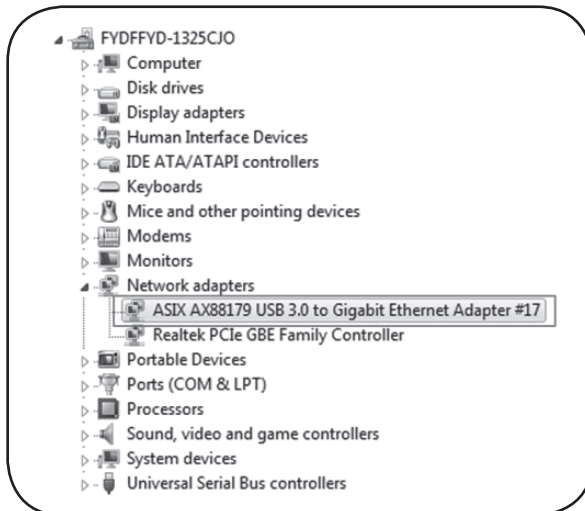 FYDFFYD-1325CJO
Computer
Disk drives
Display adapters
Human Interface Devices
IDE ATA/ATAPI controllers
Keyboards
Mice and other pointing devices
Modems
Monitors
Network adapters
ASIX AX88179 USB 3.0 to Gigabit Ethernet Adapter #17
Realtek PCIe GBE Family Controller
Portable Devices
Ports (COM & LPT)
Processors
Sound, video and game controllers
System devices
Universal Serial Bus controllers